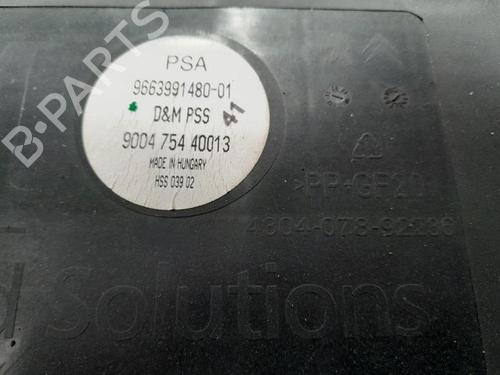 PSA
9663991480-01
D&M PSS
41
9004 754 40013
MADE IN HUNGARY
HSS 039 02
>PP-GF20
4304-078-92236
d Solutions
B-PARTS